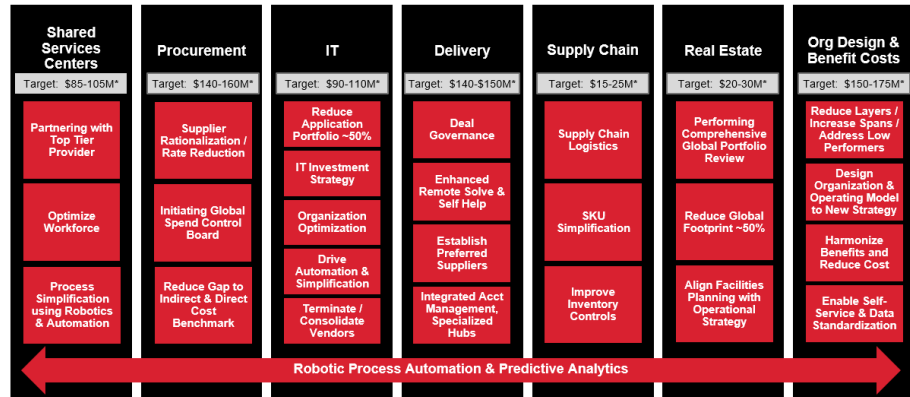 Shared
Services
Centers
Target: $85-105M*
Partnering with
Top Tier
Provider
Optimize
Workforce
Process
Simplification
using Robotics
& Automation
Procurement
Target: $140-160M*
Supplier
Rationalization /
Rate Reduction
Initiating Global
Spend Control
Board
Reduce Gap to
Indirect & Direct
Cost
Benchmark
IT
Target: $90-110M*
Reduce
Application
Portfolio ~50%
IT Investment
Strategy
Organization
Optimization
Drive
Automation &
Simplification
Terminate /
Consolidate
Vendors
Delivery
Target: $140-$150M*
Deal
Governance
Enhanced
Remote Solve &
Self Help
Establish
Preferred
Suppliers
Integrated Acct
Management,
Specialized
Hubs
Supply Chain
Target: $15-25M*
Supply Chain
Logistics
SKU
Simplification
Improve
Inventory
Controls
Real Estate
Target: $20-30M*
Performing
Comprehensive
Global Portfolio
Review
Reduce Global
Footprint ~50%
Align Facilities
Planning with
Operational
Strategy
Org Design &
Benefit Costs
Target: $150-175M*
Reduce Layers /
Increase Spans /
Address Low
Performers
Design
Organization &
Operating Model
to New Strategy
Harmonize
Benefits and
Reduce Cost
Enable Self-
Service & Data
Standardization
Robotic Process Automation & Predictive Analytics